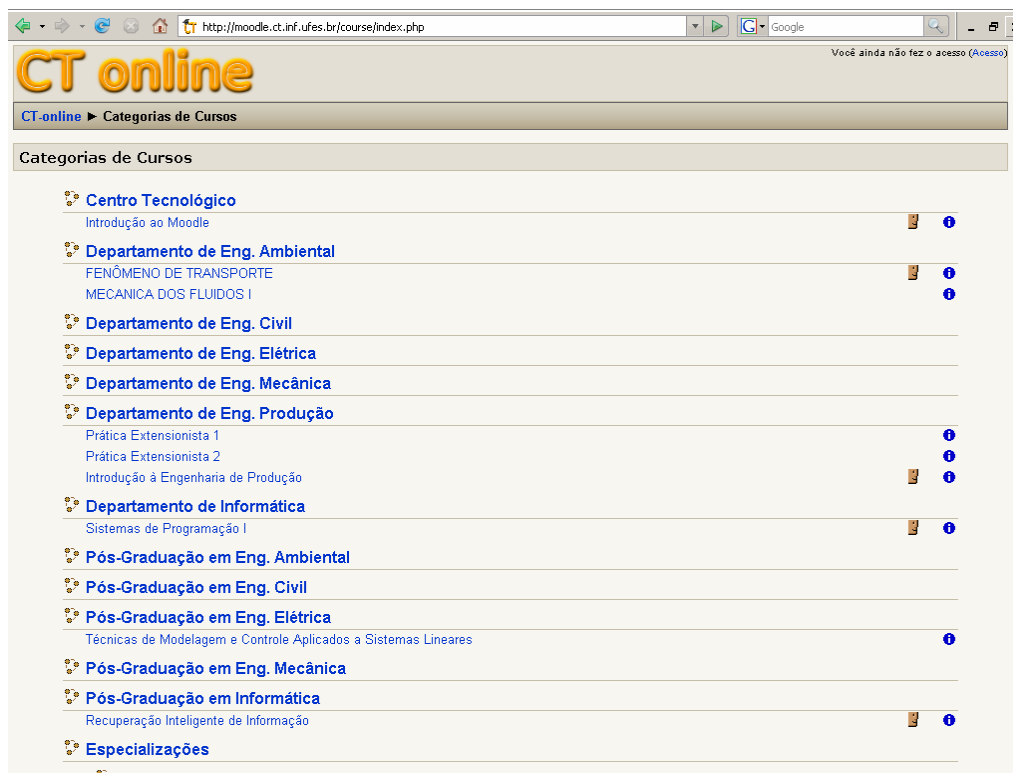 http://moodle.ct.inf.ufes.br/course/index.php
G Google
CT online
Você ainda não fez o acesso (Acesso)
CT-online ► Categorias de Cursos
Categorias de Cursos
Centro Tecnológico
Introdução ao Moodle
Departamento de Eng. Ambiental
FENÔMENO DE TRANSPORTE
MECANICA DOS FLUIDOS I
Departamento de Eng. Civil
Departamento de Eng. Elétrica
Departamento de Eng. Mecânica
Departamento de Eng. Produção
Prática Extensionista 1
Prática Extensionista 2
Introdução à Engenharia de Produção
Departamento de Informática
Sistemas de Programação I
Pós-Graduação em Eng. Ambiental
Pós-Graduação em Eng. Civil
Pós-Graduação em Eng. Elétrica
Técnicas de Modelagem e Controle Aplicados a Sistemas Lineares
Pós-Graduação em Eng. Mecânica
Pós-Graduação em Informática
Recuperação Inteligente de Informação
Especializações